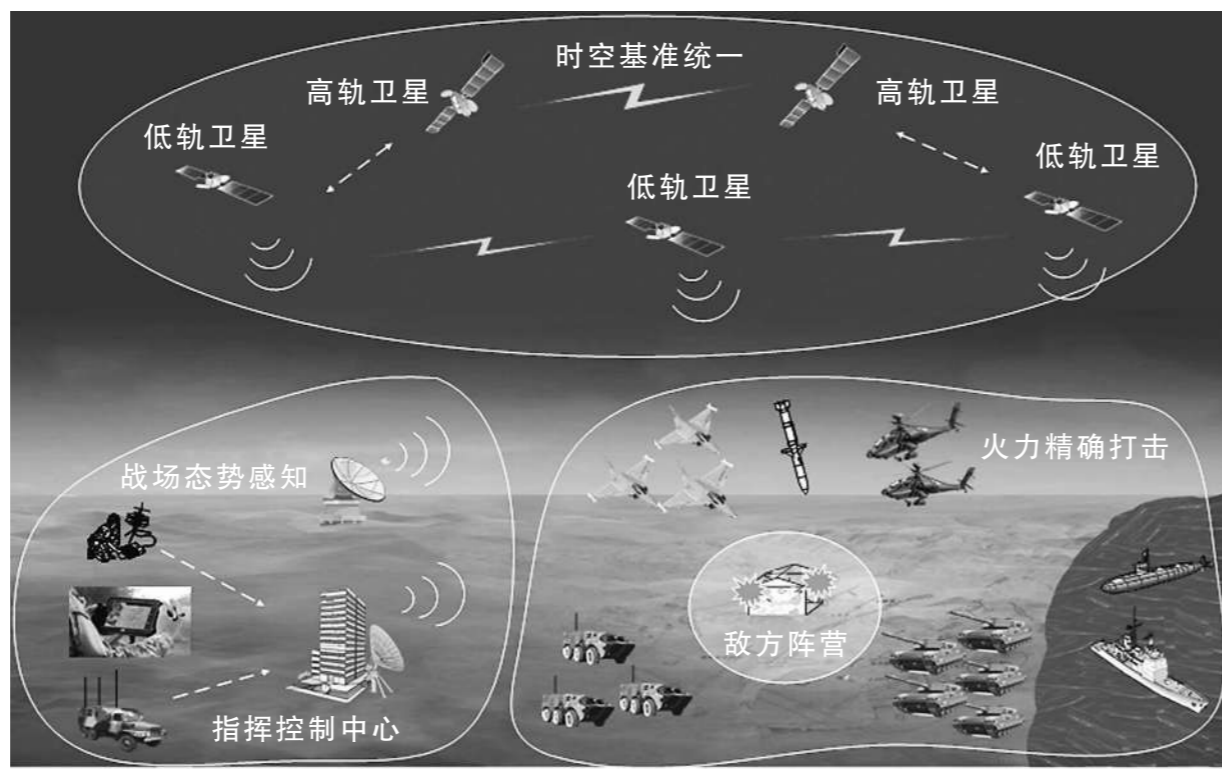 时空基准统一
高轨卫星
高轨卫星
低轨卫星
低轨卫星
低轨卫星
战场态势感知
火力精确打击
敌方阵营
指挥控制中心